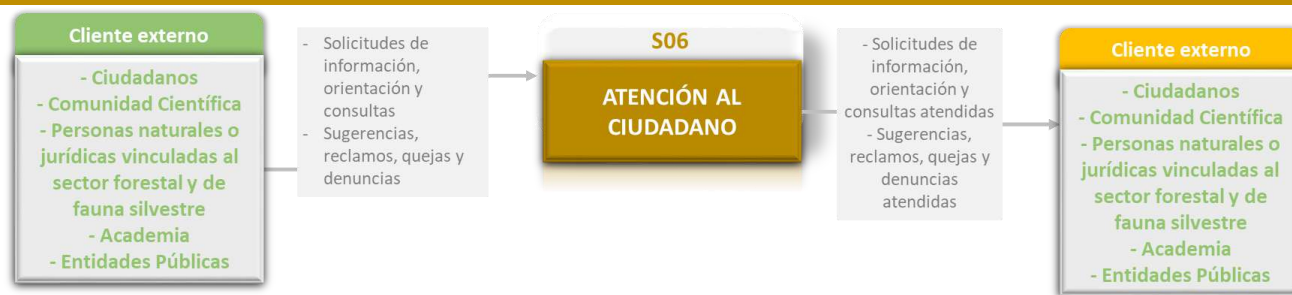 Cliente externo
- Ciudadanos
- Comunidad Científica
- Personas naturales o
jurídicas vinculadas al
sector forestal y de
fauna silvestre
- Academia
- Entidades Públicas
- Solicitudes de
información,
orientación y
consultas
- Sugerencias,
reclamos, quejas y
denuncias
S06
ATENCIÓN AL
CIUDADANO
- Solicitudes de
información,
orientación y
consultas atendidas
- Sugerencias,
reclamos, quejas y
denuncias
atendidas
Cliente externo
- Ciudadanos
- Comunidad Científica
- Personas naturales o
jurídicas vinculadas al
sector forestal y de
fauna silvestre
- Academia
- Entidades Públicas